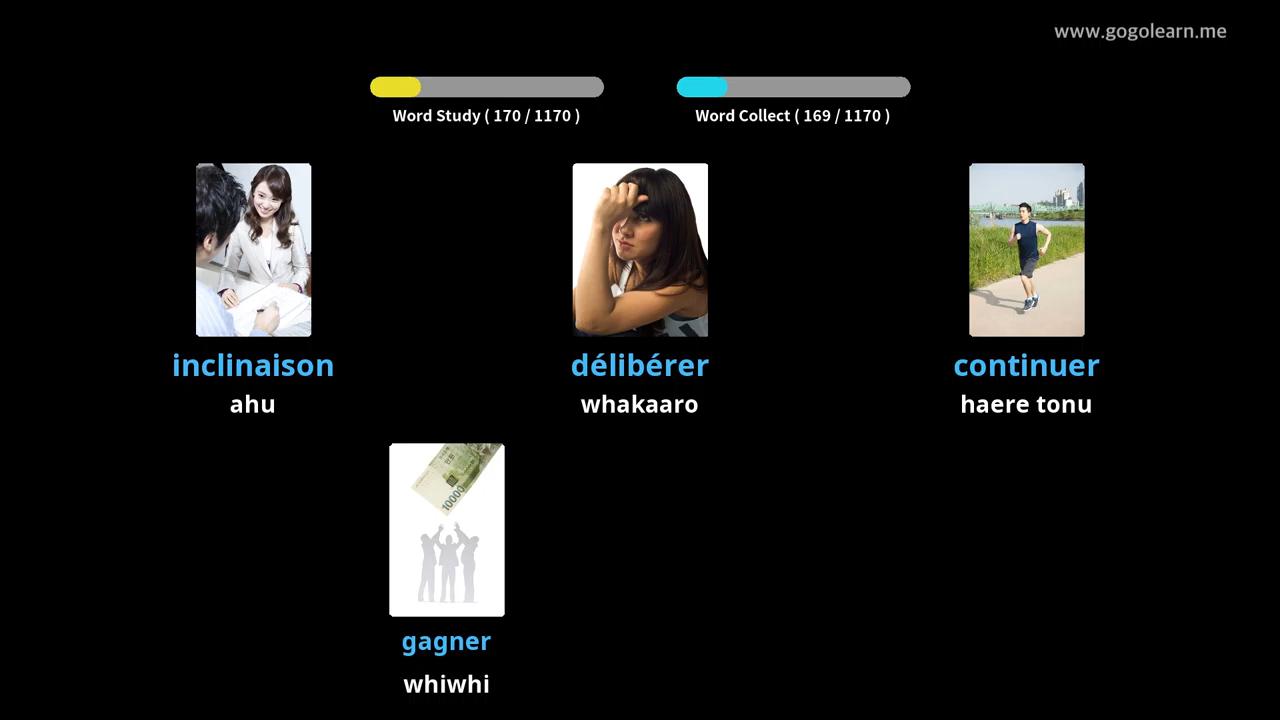 www.gogolearn.me
Word Study ( 170 / 1170 )
Word Collect ( 169 / 1170 )
inclinaison
ahu
délibérer
whakaaro
continuer
haere tonu
10000
gagner
whiwhi